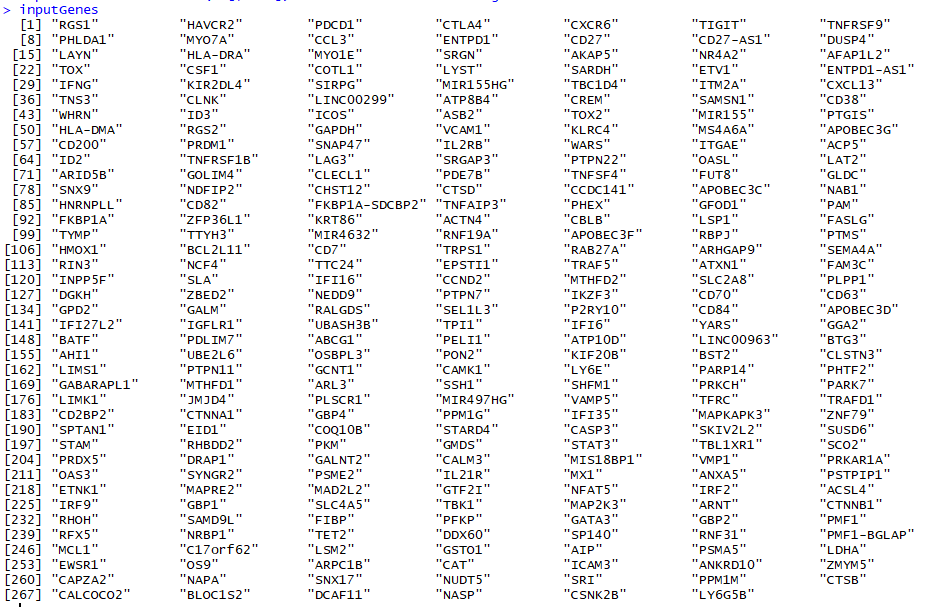 > inputGenes
[1] "RGS1" "HAVCR2" "PDCD1" "CTLA4" "CXCR6" "TIGIT" "TNFRSF9"
[8] "PHLDA1" "MYO7A" "CCL3" "ENTPD1" "CD27" "CD27-AS1" "DUSP4"
[15] "LAYN" "HLA-DRA" "MYO1E" "SRGN" "AKAP5" "NR4A2" "AFAP1L2"
[22] "TOX" "CSF1" "COTL1" "LYST" "SARDH" "ETV1" "ENTPD1-AS1"
[29] "IFNG" "KIR2DL4" "SIRPG" "MIR155HG" "TBC1D4" "ITM2A" "CXCL13"
[36] "TNS3" "CLNK" "LINC00299" "ATP8B4" "CREM" "SAMSN1" "CD38"
[43] "WHRN" "ID3" "ICOS" "ASB2" "TOX2" "MIR155" "PTGIS"
[50] "HLA-DMA" "RGS2" "GAPDH" "VCAM1" "KLRC4" "MS4A6A" "APOBEC3G"
[57] "CD200" "PRDM1" "SNAP47" "IL2RB" "WARS" "ITGAE" "ACP5"
[64] "ID2" "TNFRSF1B" "LAG3" "SRGAP3" "PTPN22" "OASL" "LAT2"
[71] "ARID5B" "GOLIM4" "CLECL1" "PDE7B" "TNFSF4" "FUT8" "GLDC"
[78] "SNX9" "NDFIP2" "CHST12" "CTSD" "CCDC141" "APOBEC3C" "NAB1"
[85] "HNRNPLL" "CD82" "FKBP1A-SDCBP2" "TNFAIP3" "PHEX" "GFOD1" "PAM"
[92] "FKBP1A" "ZFP36L1" "KRT86" "ACTN4" "CBLB" "LSP1" "FASLG"
[99] "TYMP" "TTYH3" "MIR4632" "RNF19A" "APOBEC3F" "RBPJ" "PTMS"
[106] "HMOX1" "BCL2L11" "CD7" "TRPS1" "RAB27A" "ARHGAP9" "SEMA4A"
[113] "RIN3" "NCF4" "TTC24" "EPSTI1" "TRAF5" "ATXN1" "FAM3C"
[120] "INPP5F" "SLA" "IFI16" "CCND2" "MTHFD2" "SLC2A8" "PLPP1"
[127] "DGKH" "ZBED2" "NEDD9" "PTPN7" "IKZF3" "CD70" "CD63"
[134] "GPD2" "GALM" "RALGDS" "SEL1L3" "P2RY10" "CD84" "APOBEC3D"
[141] "IFI27L2" "IGFLR1" "UBASH3B" "TPI1" "IFI6" "YARS" "GGA2"
[148] "BATF" "PDLIM7" "ABCG1" "PELI1" "ATP10D" "LINC00963" "BTG3"
[155] "AHI1" "UBE2L6" "OSBPL3" "PON2" "KIF20B" "BST2" "CLSTN3"
[162] "LIMS1" "PTPN11" "GCNT1" "CAMK1" "LY6E" "PARP14" "PHTF2"
[169] "GABARAPL1" "MTHFD1" "ARL3" "SSH1" "SHFM1" "PRKCH" "PARK7"
[176] "LIMK1" "JMJD4" "PLSCR1" "MIR497HG" "VAMP5" "TFRC" "TRAFD1"
[183] "CD2BP2" "CTNNA1" "GBP4" "PPM1G" "IFI35" "MAPKAPK3" "ZNF79"
[190] "SPTAN1" "EID1" "COQ10B" "STARD4" "CASP3" "SKIV2L2" "SUSD6"
[197] "STAM" "RHBDD2" "PKM" "GMDS" "STAT3" "TBL1XR1" "SCO2"
[204] "PRDX5" "DRAP1" "GALNT2" "CALM3" "MIS18BP1" "VMP1" "PRKAR1A"
[211] "OAS3" "SYNGR2" "PSME2" "IL21R" "MX1" "ANXA5" "PSTPIP1"
[218] "ETNK1" "MAPRE2" "MAD2L2" "GTF2I" "NFAT5" "IRF2" "ACSL4"
[225] "IRF9" "GBP1" "SLC4A5" "TBK1" "MAP2K3" "ARNT" "CTNNB1"
[232] "RHOH" "SAMD9L" "FIBP" "PFKP" "GATA3" "GBP2" "PMF1"
[239] "RFX5" "NRBP1" "TET2" "DDX60" "SP140" "RNF31" "PMF1-BGLAP"
[246] "MCL1" "C17orf62" "LSM2" "GSTO1" "AIP" "PSMA5" "LDHA"
[253] "EWSR1" "OS9" "ARPC1B" "CAT" "ICAM3" "ANKRD10" "ZMYM5"
[260] "CAPZA2" "NAPA" "SNX17" "NUDT5" "SRI" "PPM1M" "CTSB"
[267] "CALCOCO2" "BLOC1S2" "DCAF11" "NASP" "CSNK2B" "LY6G5B"